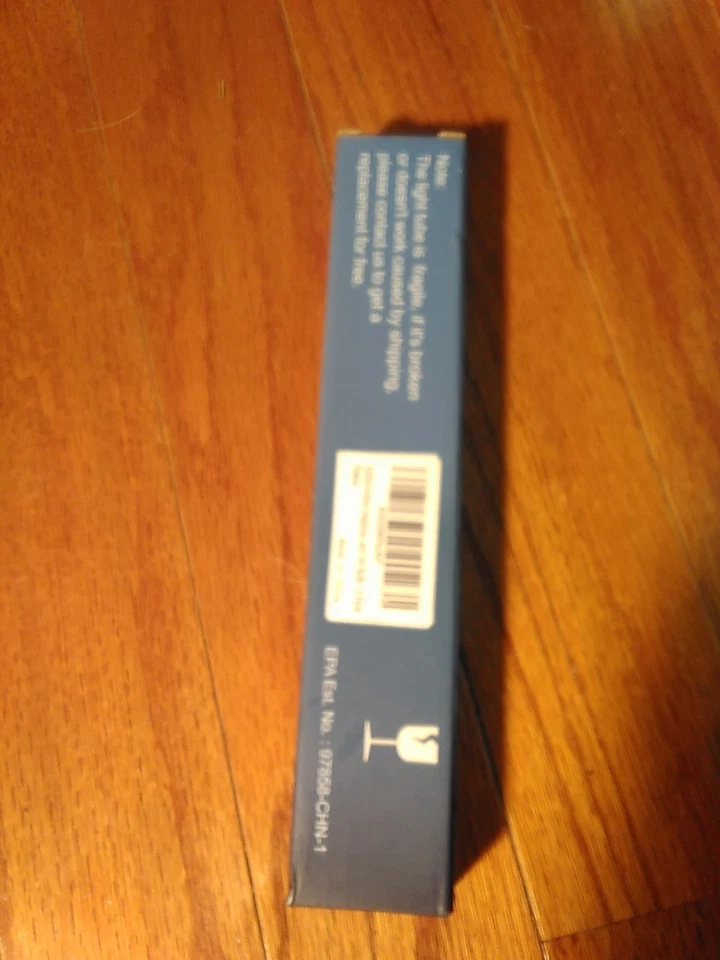 Note:
The light tube is fragile, if it's broken
or doesn't work caused by shipping,
please contact us to get a
replacement for free.
EPA Est. No. : 97858-CHN-1